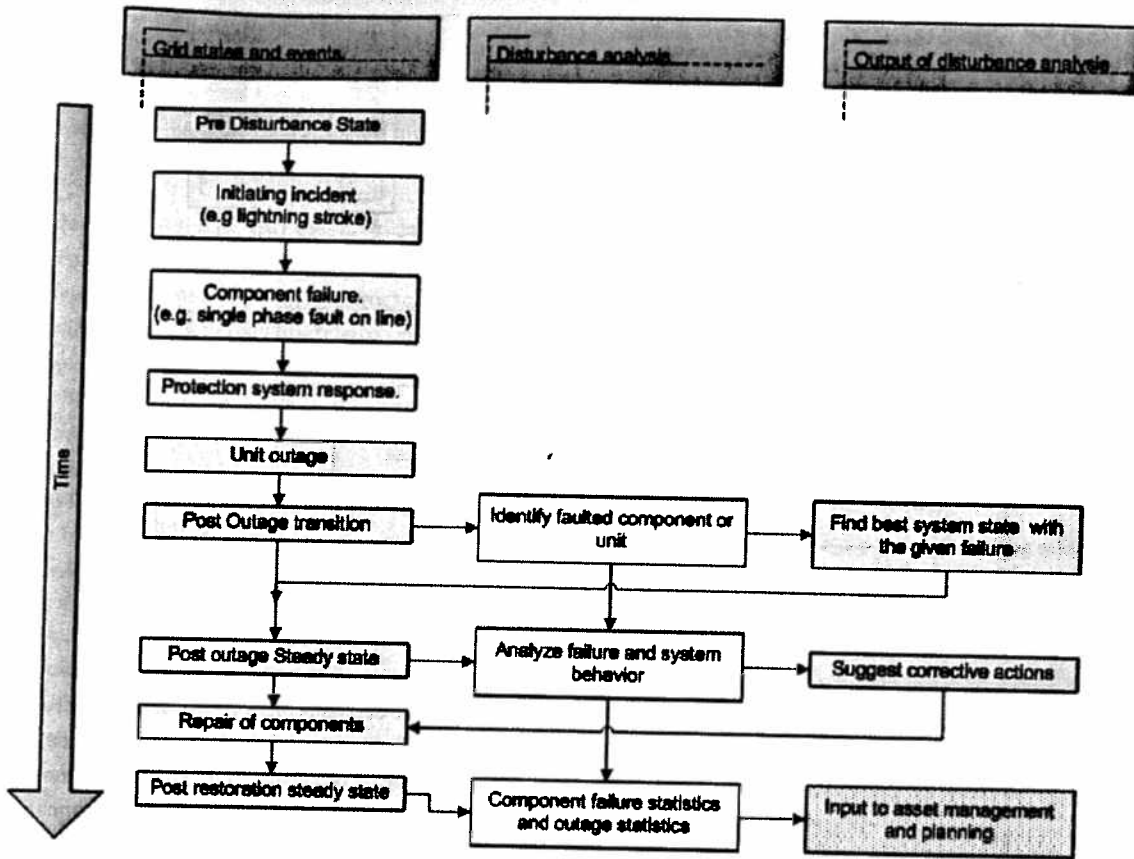 Grid states and events.
Disturbance analysis
Output of disturbance analysis
Time
Pre Disturbance State
Initiating incident
(e.g lightning stroke)
Component failure.
(e.g. single phase fault on line)
Protection system response.
Unit outage
Post Outage transition
Identify faulted component or
unit
Find best system state with
the given failure
Post outage Steady state
Analyze failure and system
behavior
Suggest corrective actions
Repair of components
Post restoration steady state
Component failure statistics
and outage statistics
Input to asset management
and planning